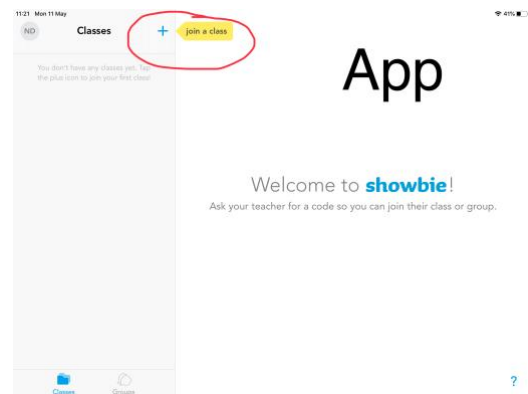 11:21 Mon 11 May
41%
ND
Classes
+
join a class
You don't have any classes yet. Tap
the plus icon to join your first class!
App
Welcome to showbie!
Ask your teacher for a code so you can join their class or group.
Classes
Groups
?